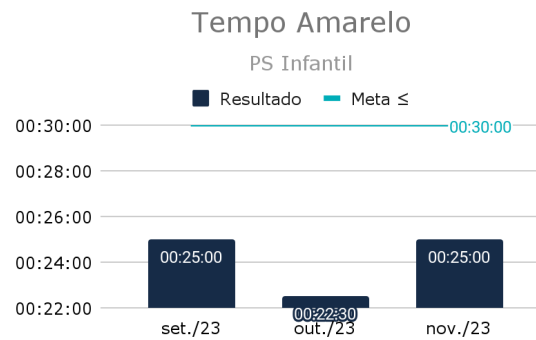 Tempo Amarelo
PS Infantil
Resultado Meta ≤
00:30:00
00:30:00
00:28:00
00:26:00
00:24:00
00:22:00
00:25:00
00:22:30
00:25:00
set./23 out./23 nov./23